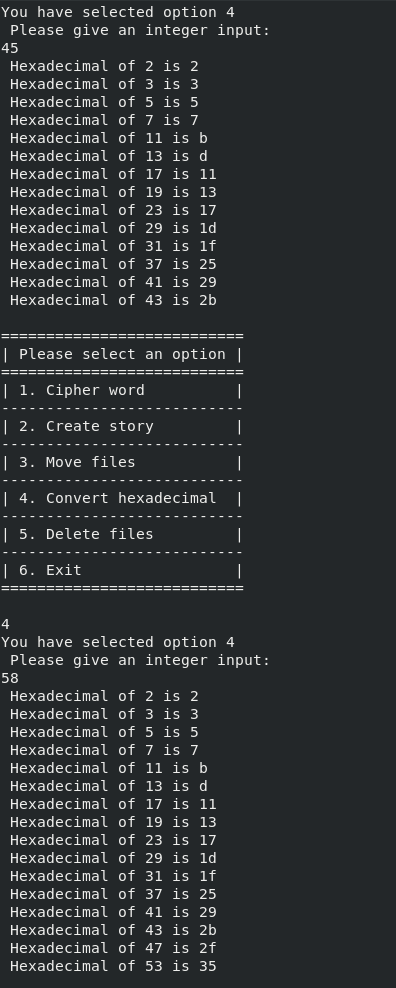 You have selected option 4
Please give an integer input:
45
Hexadecimal of 2 is 2
Hexadecimal of 3 is 3
Hexadecimal of 5 is 5
Hexadecimal of 7 is 7
Hexadecimal of 11 is b
Hexadecimal of 13 is d
Hexadecimal of 17 is 11
Hexadecimal of 19 is 13
Hexadecimal of 23 is 17
Hexadecimal of 29 is 1d
Hexadecimal of 31 is 1f
Hexadecimal of 37 is 25
Hexadecimal of 41 is 29
Hexadecimal of 43 is 2b
===========================
| Please select an option |
===========================
| 1. Cipher word          |
---------------------------
| 2. Create story         |
---------------------------
| 3. Move files           |
---------------------------
| 4. Convert hexadecimal  |
---------------------------
| 5. Delete files         |
---------------------------
| 6. Exit                 |
===========================
4
You have selected option 4
Please give an integer input:
58
Hexadecimal of 2 is 2
Hexadecimal of 3 is 3
Hexadecimal of 5 is 5
Hexadecimal of 7 is 7
Hexadecimal of 11 is b
Hexadecimal of 13 is d
Hexadecimal of 17 is 11
Hexadecimal of 19 is 13
Hexadecimal of 23 is 17
Hexadecimal of 29 is 1d
Hexadecimal of 31 is 1f
Hexadecimal of 37 is 25
Hexadecimal of 41 is 29
Hexadecimal of 43 is 2b
Hexadecimal of 47 is 2f
Hexadecimal of 53 is 35